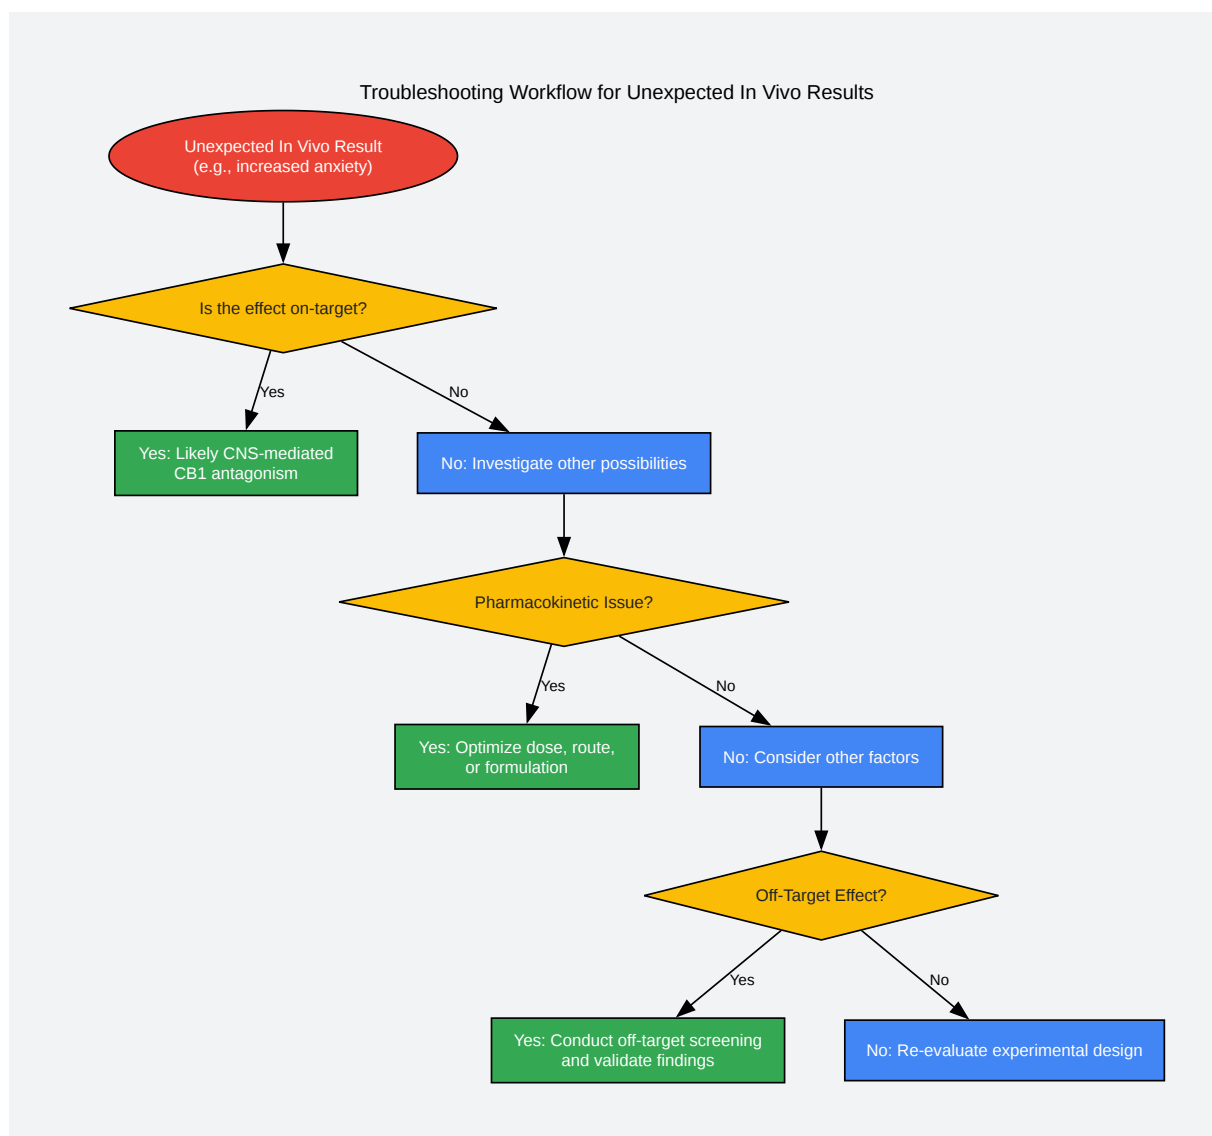 Troubleshooting Workflow for Unexpected In Vivo Results
Unexpected In Vivo Result
(e.g., increased anxiety)
Is the effect on-target?
Yes
No
Yes: Likely CNS-mediated
CB1 antagonism
No: Investigate other possibilities
Pharmacokinetic Issue?
Yes
No
Yes: Optimize dose, route,
or formulation
No: Consider other factors
Off-Target Effect?
Yes
No
Yes: Conduct off-target screening
and validate findings
No: Re-evaluate experimental design